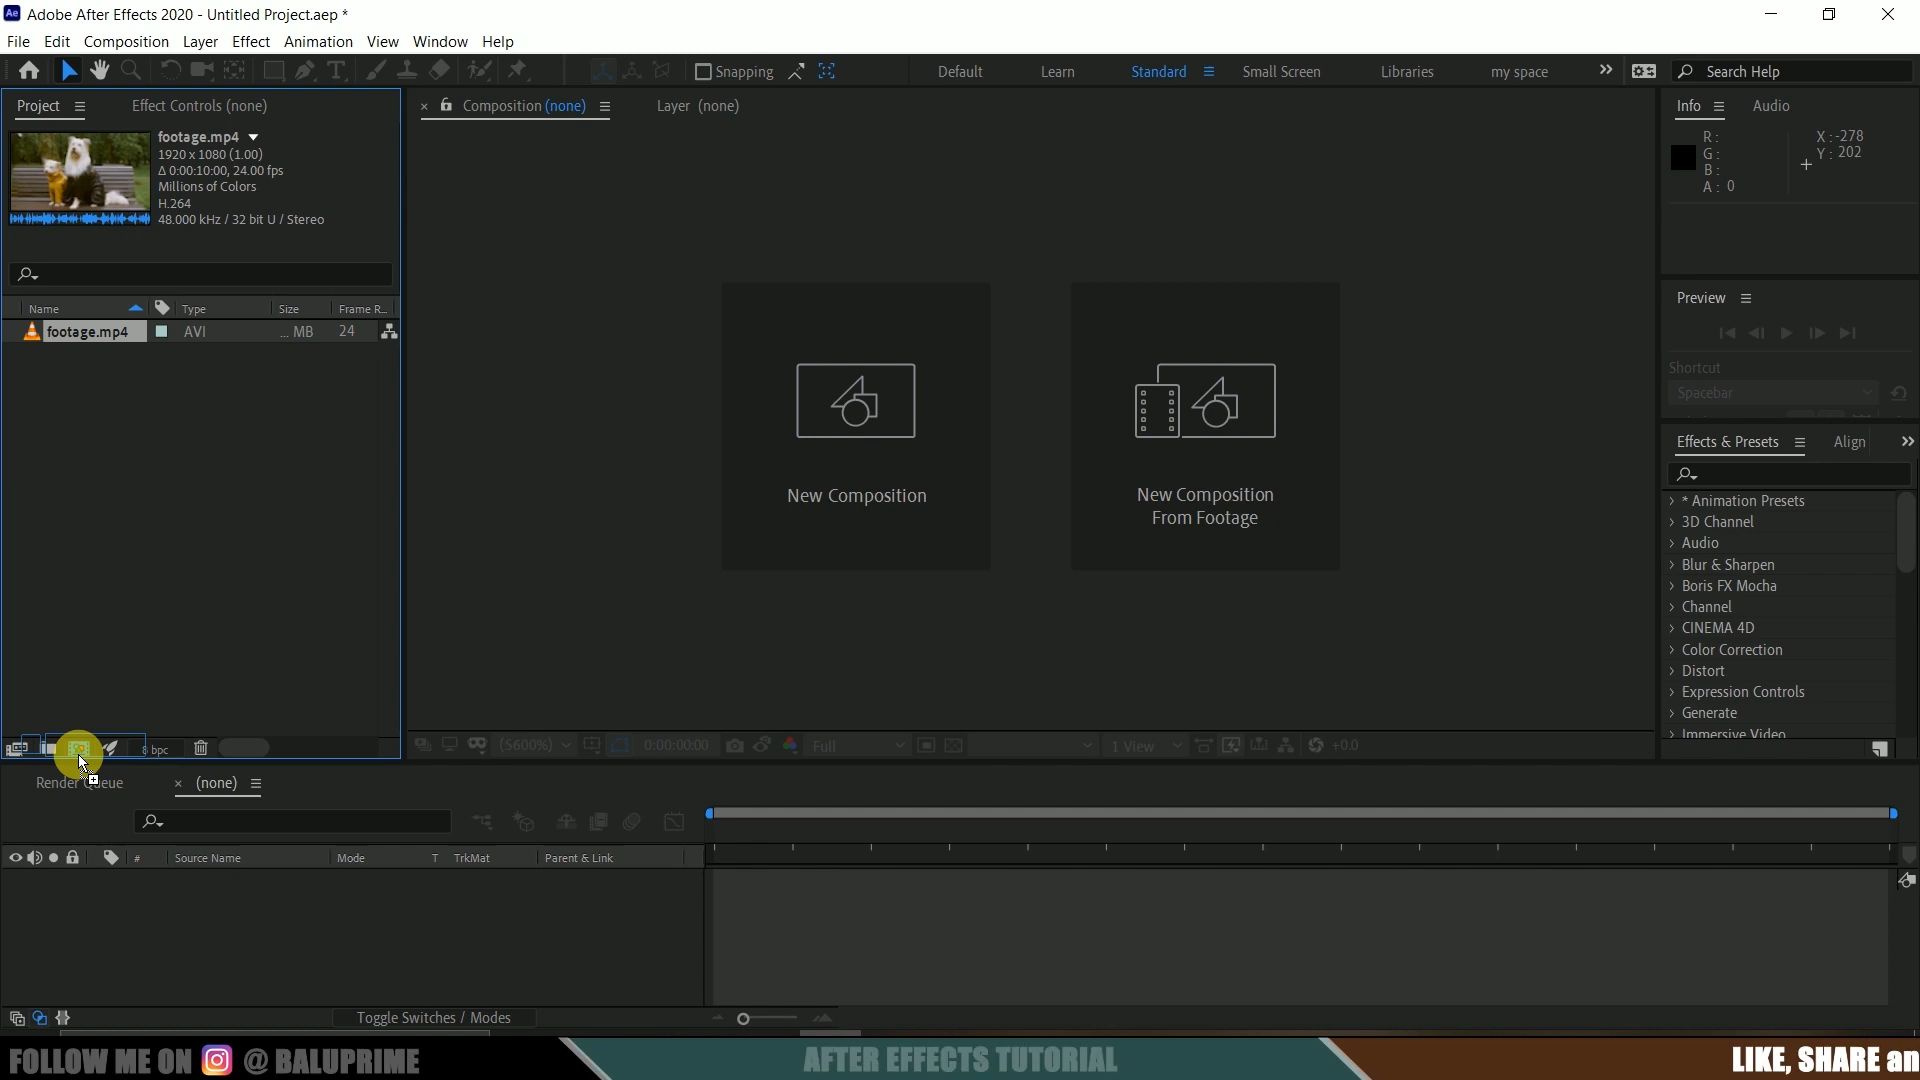 Ae Adobe After Effects 2020 - Untitled Project.aep *
File Edit Composition Layer Effect Animation View Window Help
Snapping Default Learn Standard Small Screen Libraries my space Search Help
Project Effect Controls (none) Composition (none) Layer (none) Info Audio
footage.mp4
1920 x 1080 (1.00)
Δ 0:00:10:00, 24.00 fps
Millions of Colors
H.264
48.000 kHz / 32 bit U / Stereo
R:
G:
B:
A: 0
X: -278
Y: 202
Name Type Size Frame R...
footage.mp4 AVI ... MB 24
Preview
Shortcut
Spacebar
New Composition
New Composition
From Footage
Effects & Presets Align
* Animation Presets
3D Channel
Audio
Blur & Sharpen
Boris FX Mocha
Channel
CINEMA 4D
Color Correction
Distort
Expression Controls
Generate
Immersive Video
8 bpc (5600%) 0:00:00:00 Full 1 View +0.0
Render Queue (none)
# Source Name Mode T TrkMat Parent & Link
Toggle Switches / Modes
FOLLOW ME ON @ BALUPRIME AFTER EFFECTS TUTORIAL LIKE, SHARE an